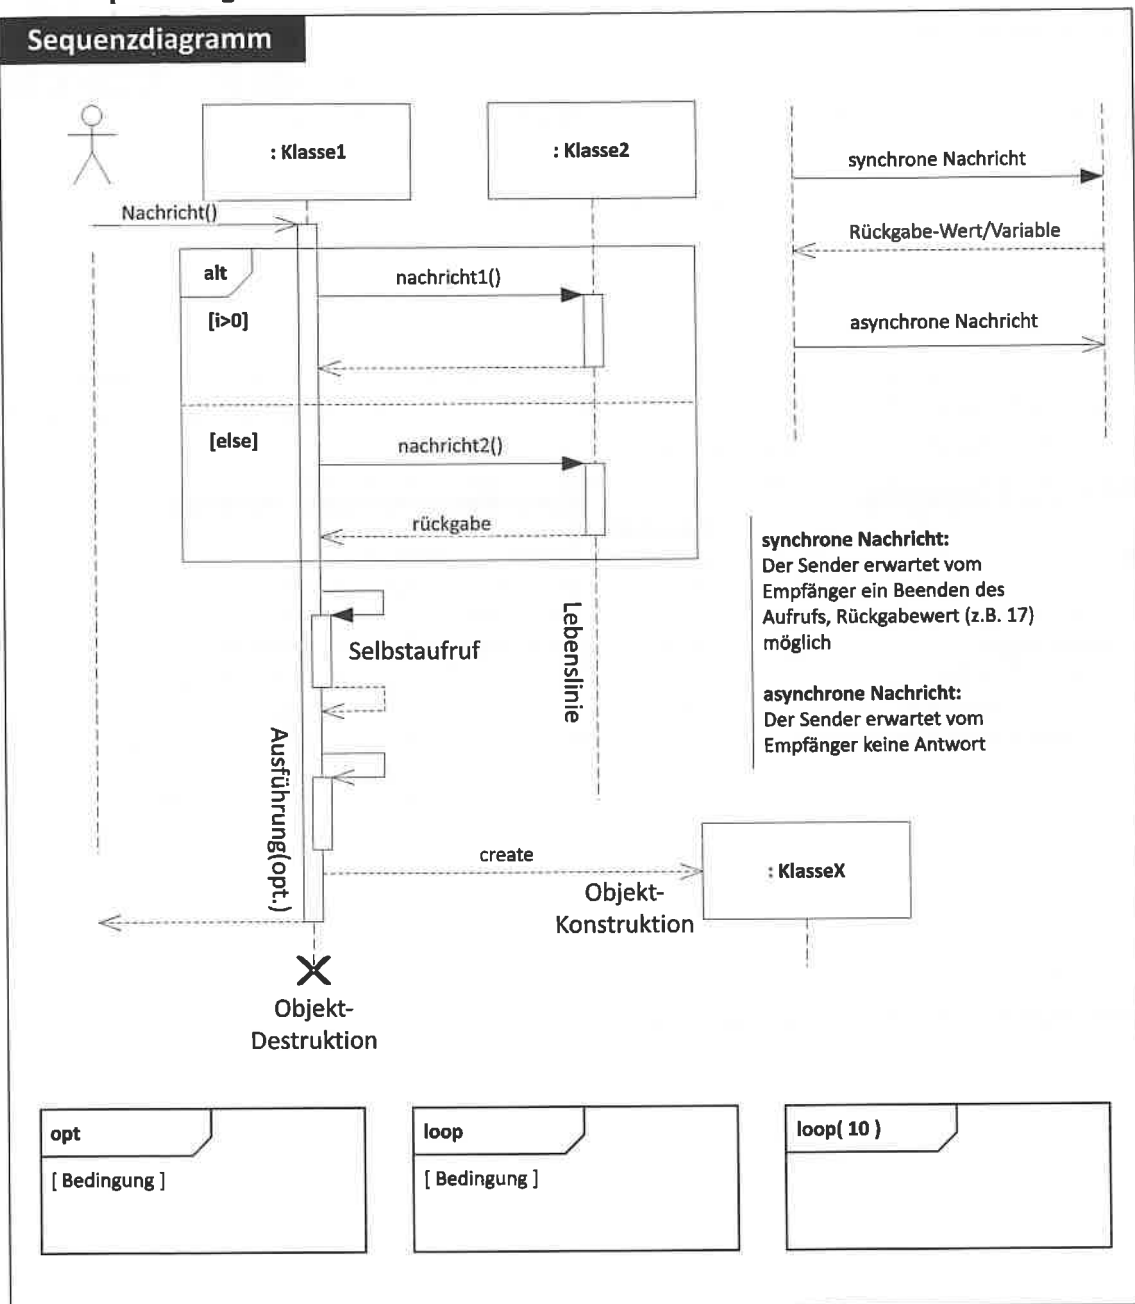 Sequenzdiagramm
: Klasse1
: Klasse2
Nachricht()
alt
nachricht1()
[i>0]
[else]
nachricht2()
rückgabe
Selbstaufruf
Lebenslinie
Ausführung(opt.)
create
: KlasseX
Objekt-
Konstruktion
Objekt-
Destruktion
synchrone Nachricht
Rückgabe-Wert/Variable
asynchrone Nachricht
synchrone Nachricht:
Der Sender erwartet vom
Empfänger ein Beenden des
Aufrufs, Rückgabewert (z.B. 17)
möglich
asynchrone Nachricht:
Der Sender erwartet vom
Empfänger keine Antwort
opt
[ Bedingung ]
loop
[ Bedingung ]
loop( 10 )